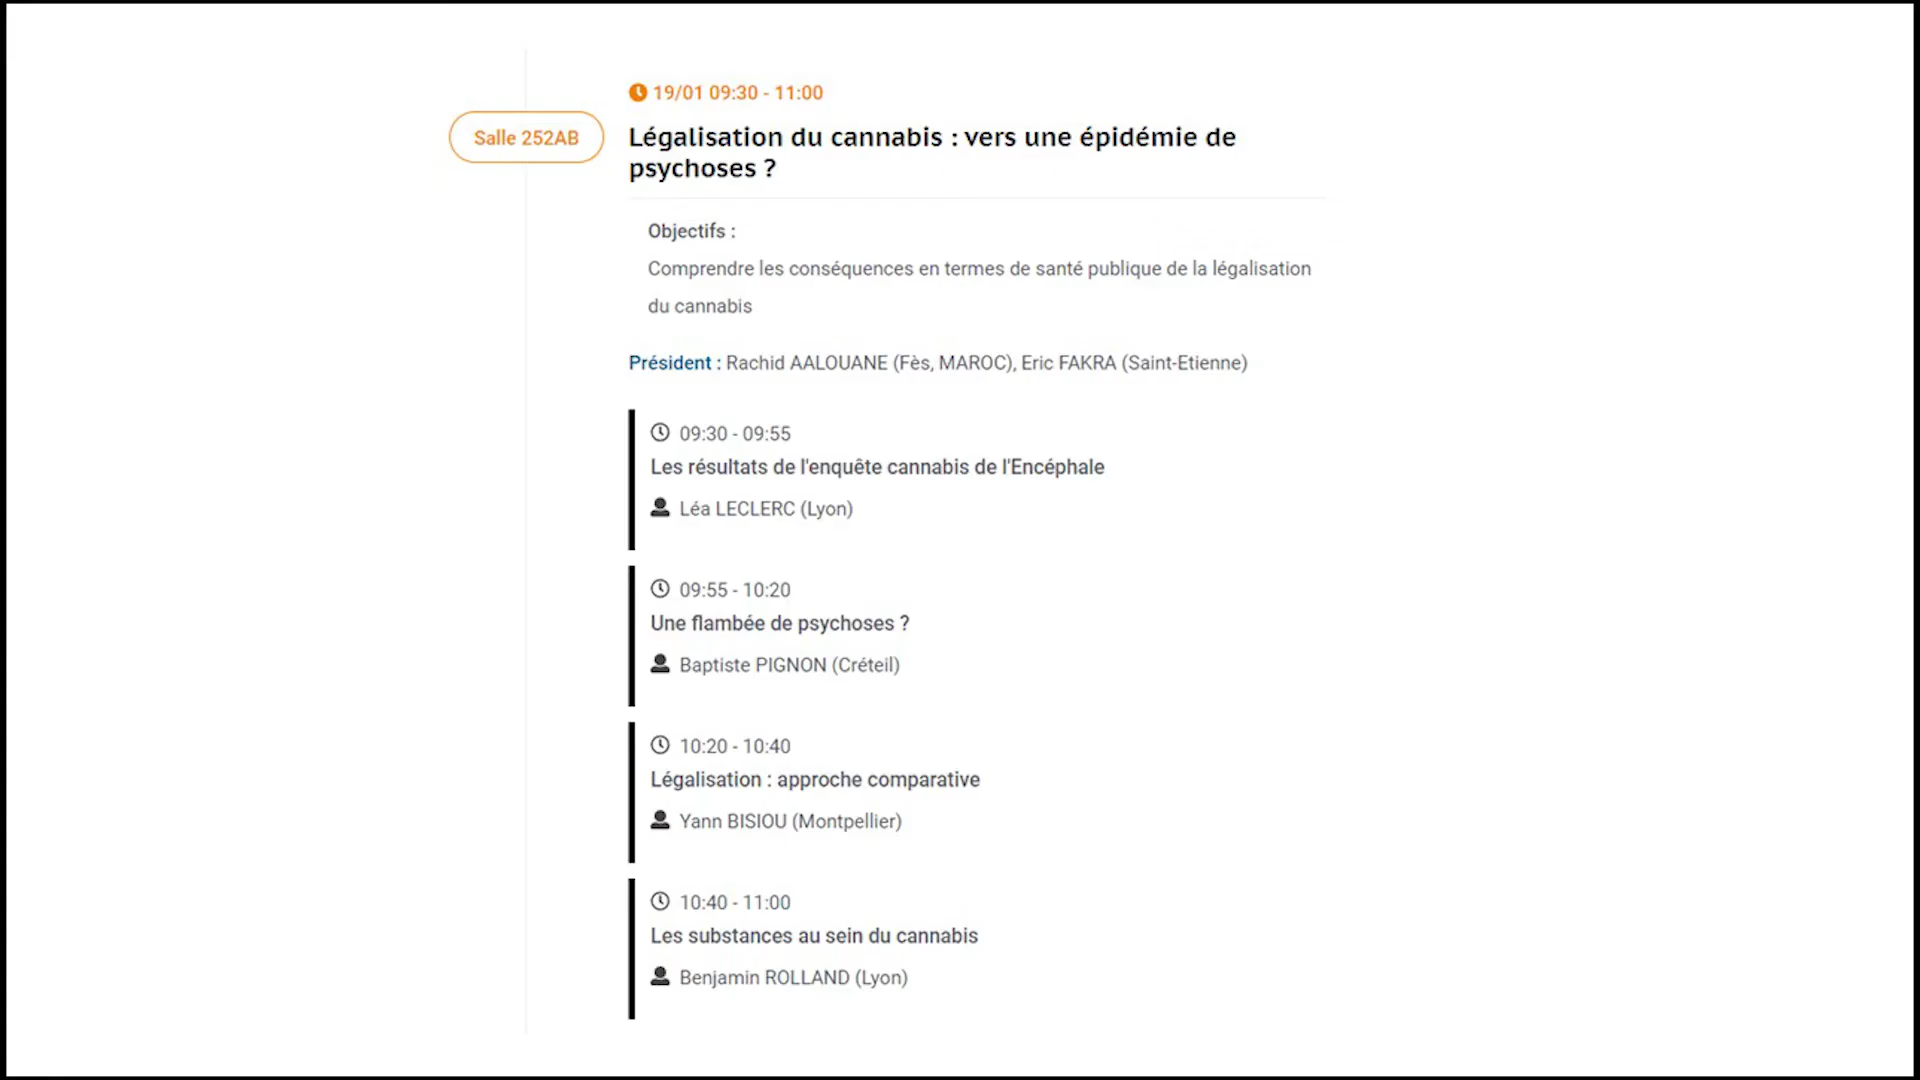 19/01 09:30 - 11:00
Salle 252AB
Légalisation du cannabis : vers une épidémie de
psychoses ?
Objectifs :
Comprendre les conséquences en termes de santé publique de la légalisation
du cannabis
Président : Rachid AALOUANE (Fès, MAROC), Eric FAKRA (Saint-Etienne)
09:30 - 09:55
Les résultats de l'enquête cannabis de l'Encéphale
Léa LECLERC (Lyon)
09:55 - 10:20
Une flambée de psychoses ?
Baptiste PIGNON (Créteil)
10:20 - 10:40
Légalisation : approche comparative
Yann BISIOU (Montpellier)
10:40 - 11:00
Les substances au sein du cannabis
Benjamin ROLLAND (Lyon)